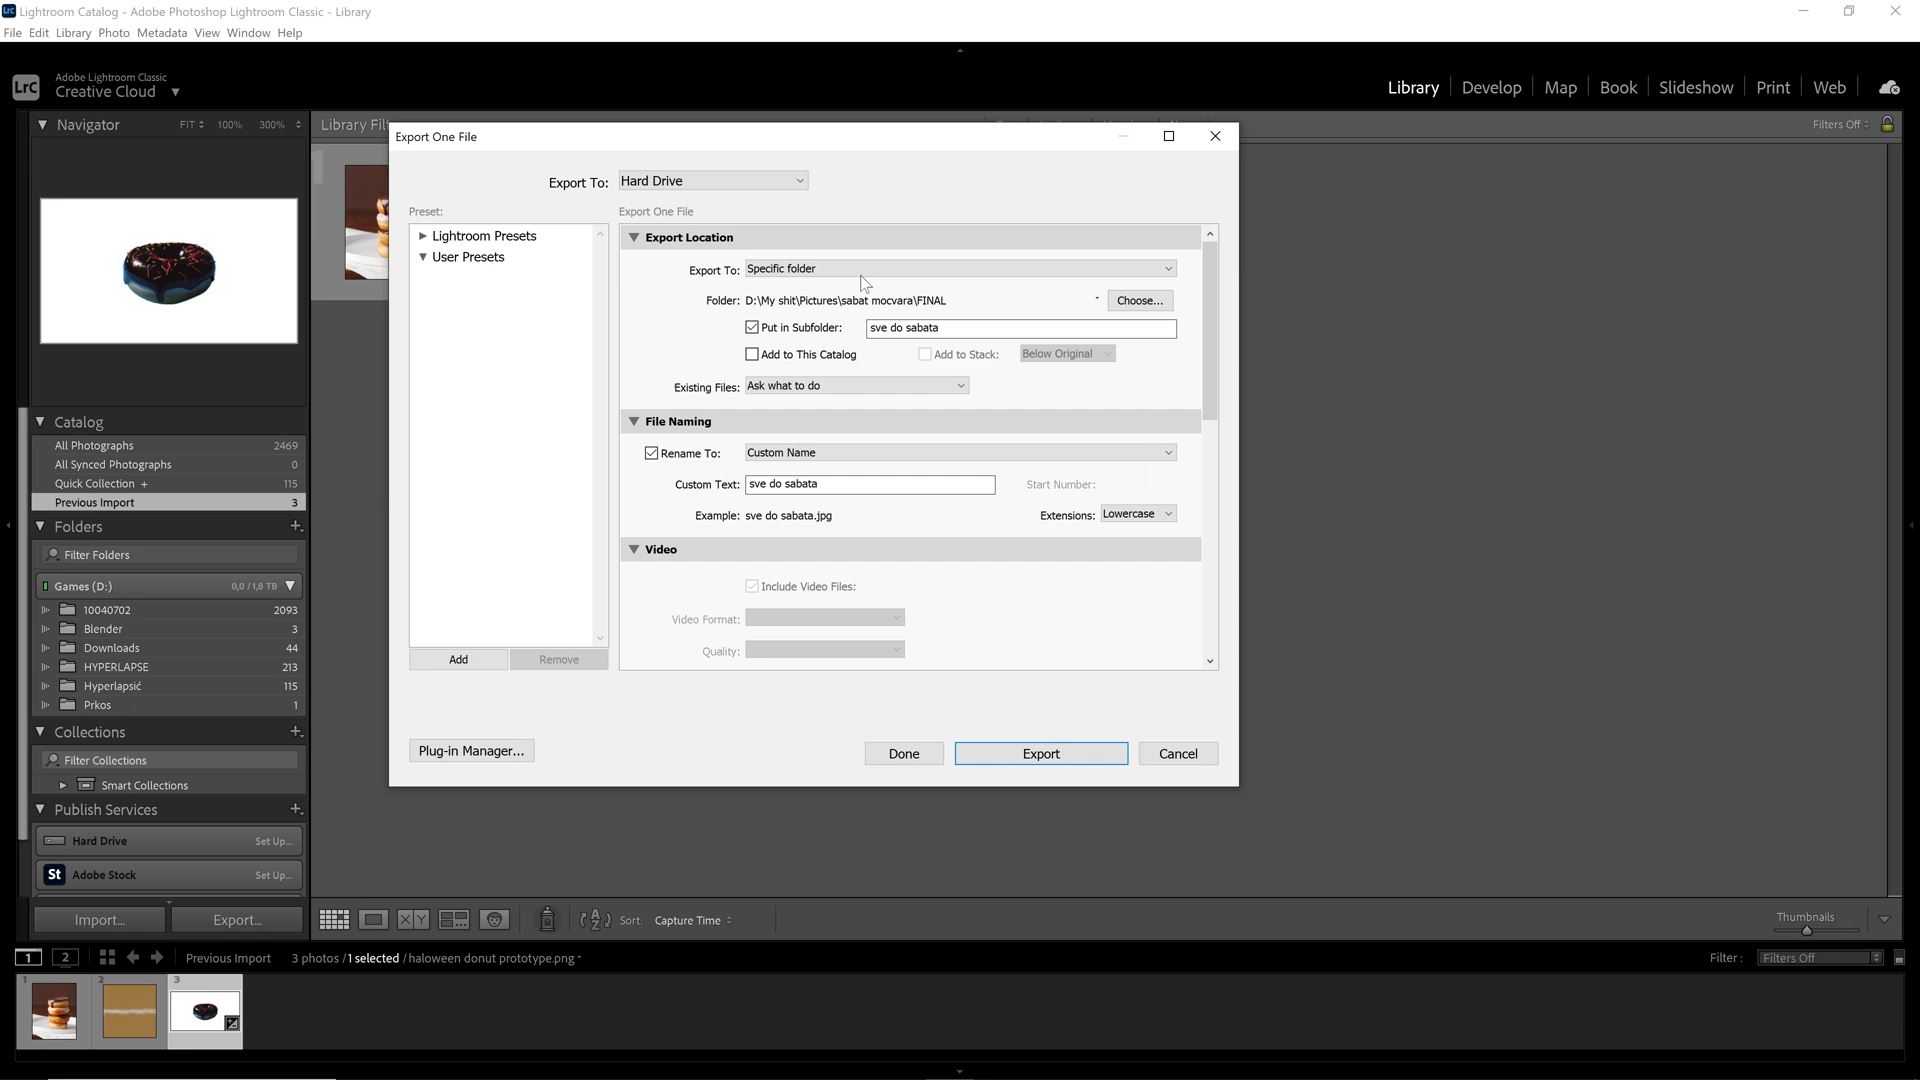 Lightroom Catalog - Adobe Photoshop Lightroom Classic - Library
File Edit Library Photo Metadata View Window Help
LrC
Adobe Lightroom Classic
Creative Cloud
Library Develop Map Book Slideshow Print Web
Navigator FIT 100% 300%
Library Filt
Filters Off
Export One File
Export To: Hard Drive
Preset:
Export One File
Lightroom Presets
User Presets
Export Location
Export To: Specific folder
Folder: D:\My shit\Pictures\sabat mocvara\FINAL Choose...
Put in Subfolder: sve do sabata
Add to This Catalog Add to Stack: Below Original
Existing Files: Ask what to do
File Naming
Rename To: Custom Name
Custom Text: sve do sabata Start Number:
Example: sve do sabata.jpg Extensions: Lowercase
Video
Include Video Files:
Video Format:
Quality:
Add Remove
Plug-in Manager... Done Export Cancel
Catalog
All Photographs 2469
All Synced Photographs 0
Quick Collection + 115
Previous Import 3
Folders
Filter Folders
Games (D:) 0,0 / 1,8 TB
10040702 2093
Blender 3
Downloads 44
HYPERLAPSE 213
Hyperlapsić 115
Prkos 1
Collections
Filter Collections
Smart Collections
Publish Services
Hard Drive Set Up...
St Adobe Stock Set Up...
Import... Export...
XY
Sort: Capture Time
Thumbnails
1 2 Previous Import 3 photos / 1 selected / haloween donut prototype.png
Filter : Filters Off
1 2 3